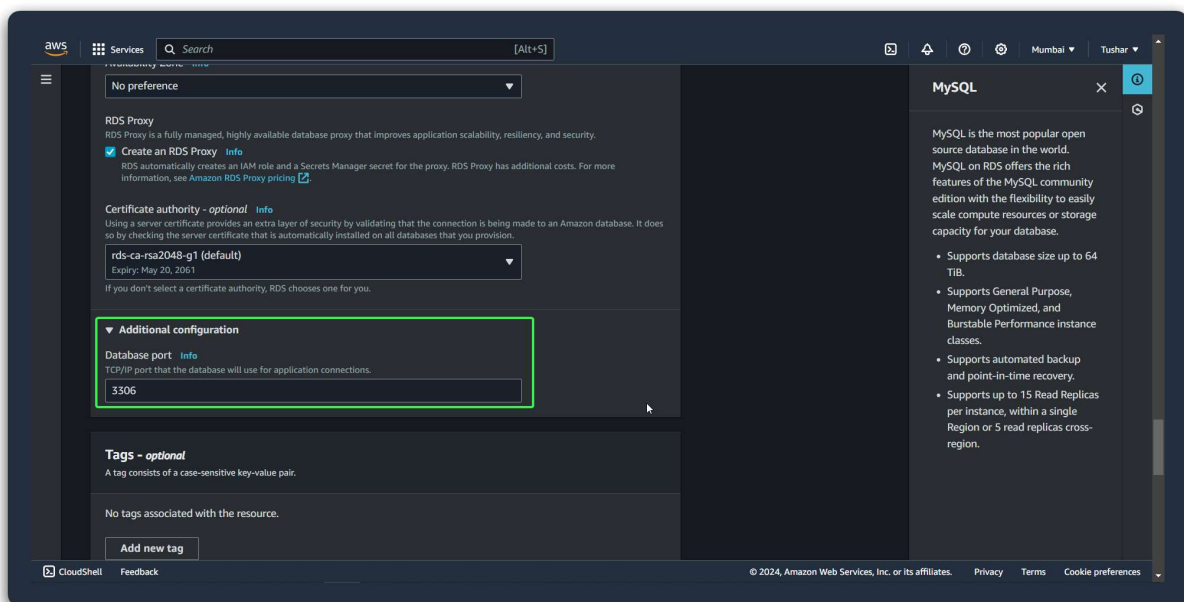 aws
Services
Search
[Alt+S]
Mumbai
Tushar
No preference
RDS Proxy
RDS Proxy is a fully managed, highly available database proxy that improves application scalability, resiliency, and security.
Create an RDS Proxy Info
RDS automatically creates an IAM role and a Secrets Manager secret for the proxy. RDS Proxy has additional costs. For more
information, see Amazon RDS Proxy pricing.
Certificate authority - optional Info
Using a server certificate provides an extra layer of security by validating that the connection is being made to an Amazon database. It does
so by checking the server certificate that is automatically installed on all databases that you provision.
rds-ca-rsa2048-g1 (default)
Expiry: May 20, 2061
If you don't select a certificate authority, RDS chooses one for you.
Additional configuration
Database port Info
TCP/IP port that the database will use for application connections.
3306
Tags - optional
A tag consists of a case-sensitive key-value pair.
No tags associated with the resource.
Add new tag
MySQL
MySQL is the most popular open
source database in the world.
MySQL on RDS offers the rich
features of the MySQL community
edition with the flexibility to easily
scale compute resources or storage
capacity for your database.
• Supports database size up to 64
TiB.
• Supports General Purpose,
Memory Optimized, and
Burstable Performance instance
classes.
• Supports automated backup
and point-in-time recovery.
• Supports up to 15 Read Replicas
per instance, within a single
Region or 5 read replicas cross-
region.
CloudShell
Feedback
© 2024, Amazon Web Services, Inc. or its affiliates.
Privacy
Terms
Cookie preferences